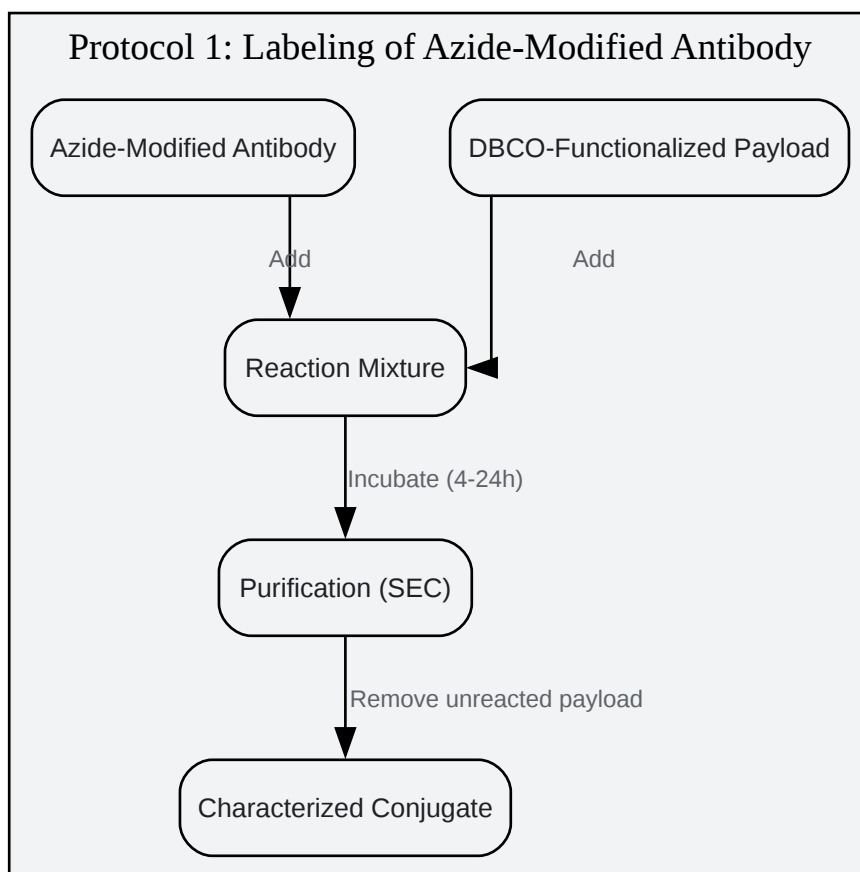 Protocol 1: Labeling of Azide-Modified Antibody
Azide-Modified Antibody
DBCO-Functionalized Payload
Add
Add
Reaction Mixture
Incubate (4-24h)
Purification (SEC)
Remove unreacted payload
Characterized Conjugate